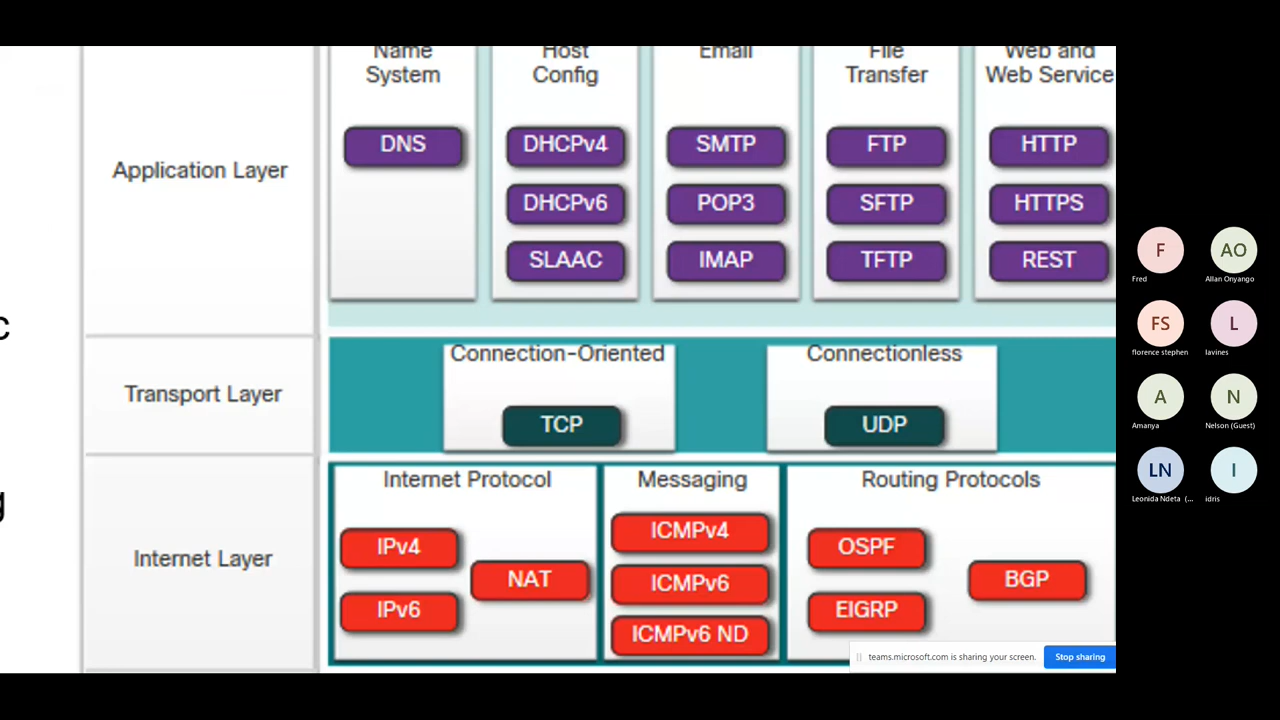 Name
System
Host
Config
Email
File
Transfer
Web and
Web Service
Application Layer
DNS
DHCPv4
SMTP
FTP
HTTP
DHCPv6
POP3
SFTP
HTTPS
SLAAC
IMAP
TFTP
REST
Transport Layer
Connection-Oriented
Connectionless
TCP
UDP
Internet Layer
Internet Protocol
Messaging
Routing Protocols
IPv4
NAT
IPv6
ICMPv4
ICMPv6
ICMPv6 ND
OSPF
BGP
EIGRP
c
g
teams.microsoft.com is sharing your screen.
Stop sharing
F
Fred
AO
Allan Onyango
FS
florence stephen
L
lavines
A
Amanya
N
Nelson (Guest)
LN
Leonida Ndeta (...
I
idris